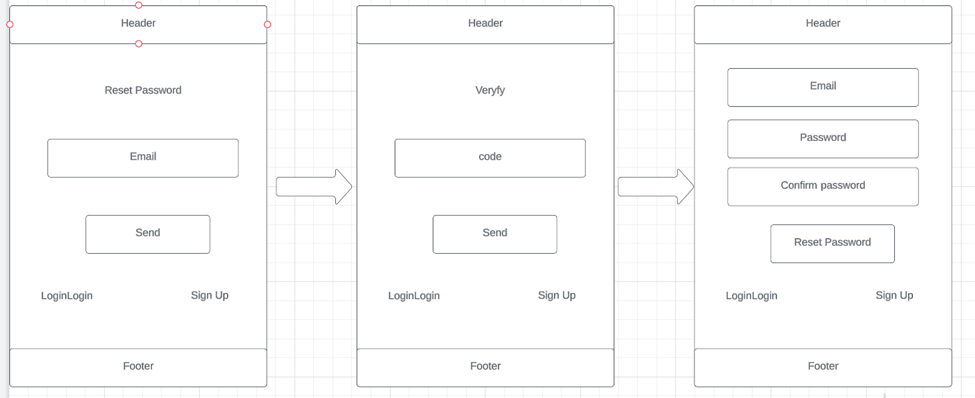 Header
Reset Password
Email
Send
LoginLogin
Sign Up
Footer
Header
Veryfy
code
Send
LoginLogin
Sign Up
Footer
Header
Email
Password
Confirm password
Reset Password
LoginLogin
Sign Up
Footer